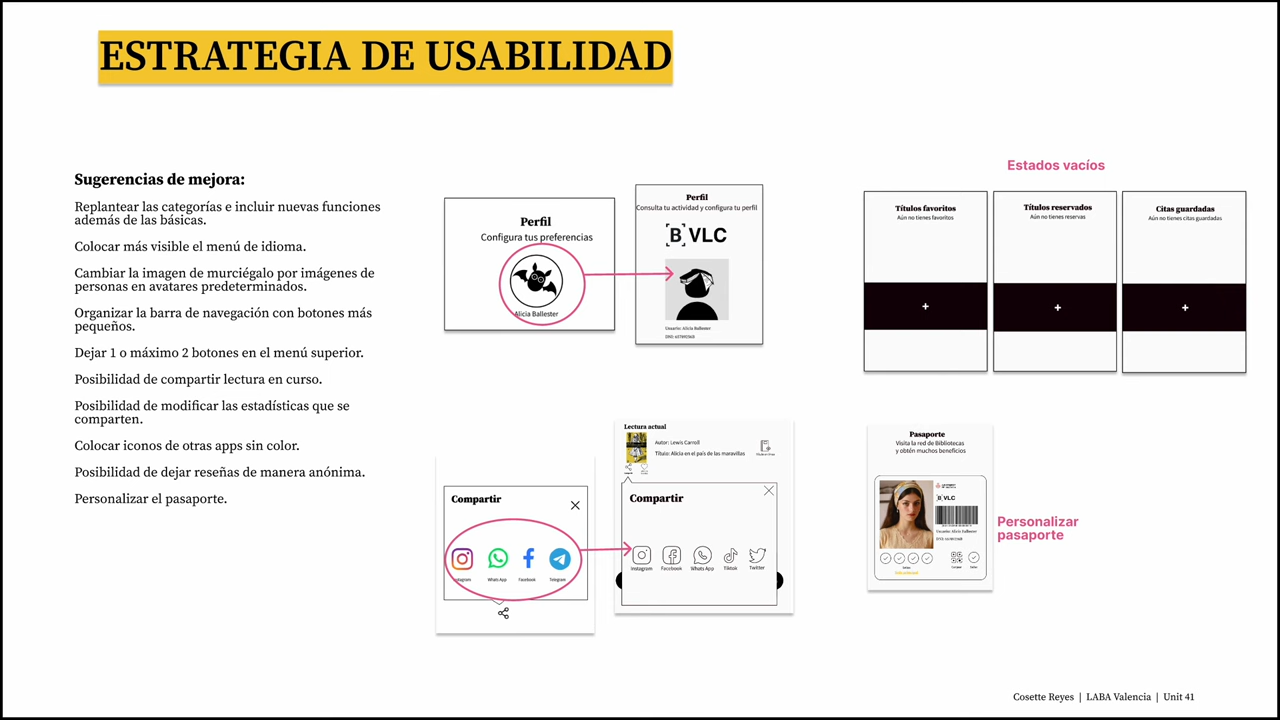 ESTRATEGIA DE USABILIDAD
Sugerencias de mejora:
Replantear las categorías e incluir nuevas funciones
además de las básicas.
Colocar más visible el menú de idioma.
Cambiar la imagen de murciégalo por imágenes de
personas en avatares predeterminados.
Organizar la barra de navegación con botones más
pequeños.
Dejar 1 o máximo 2 botones en el menú superior.
Posibilidad de compartir lectura en curso.
Posibilidad de modificar las estadísticas que se
comparten.
Colocar iconos de otras apps sin color.
Posibilidad de dejar reseñas de manera anónima.
Personalizar el pasaporte.
Perfil
Configura tus preferencias
Alicia Ballester
Perfil
Consulta tu actividad y configura tu perfil
[B] VLC
Usuario: Alicia Ballester
Estados vacíos
Títulos favoritos
Aún no tienes favoritos
+
Títulos reservados
Aún no tienes reservas
+
Citas guardadas
Aún no tienes citas guardadas
+
Compartir
Instagram
Whats App
Facebook
Telegram
Lectura actual
Autor: Lewis Carroll
Título: Alicia en el país de las maravillas
Compartir
Instagram
Facebook
Whats App
Tiktok
Twitter
Pasaporte
Visita la red de Bibliotecas
y obtén muchos beneficios
[B] VLC
Usuario: Alicia Ballester
Personalizar
pasaporte
Cosette Reyes | LABA Valencia | Unit 41